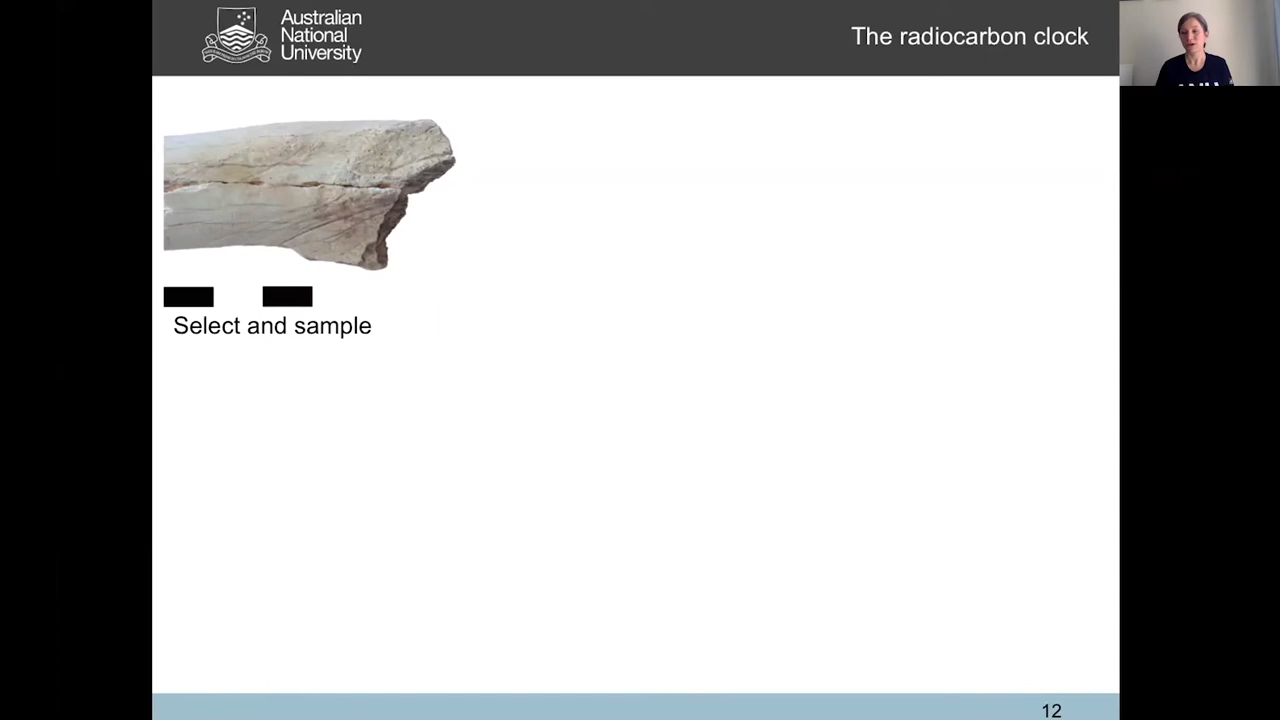 Australian
National
University
The radiocarbon clock
Select and sample
12